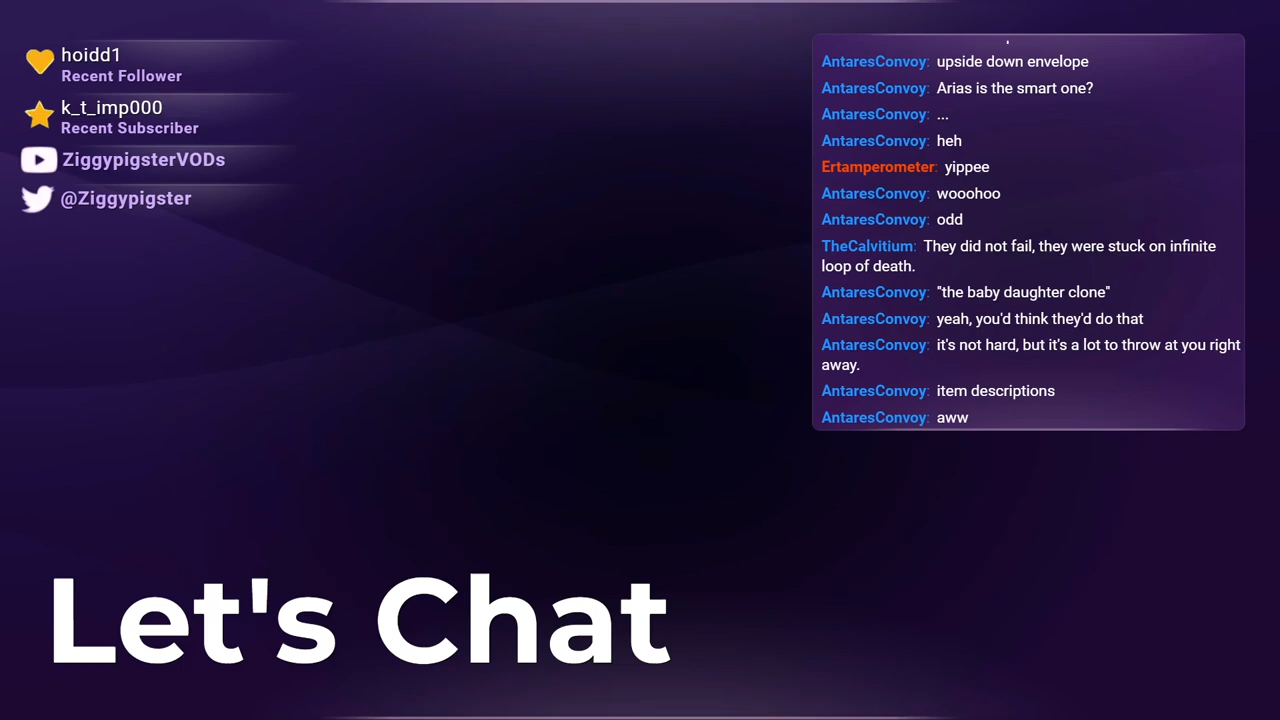 hoidd1
Recent Follower
k_t_imp000
Recent Subscriber
ZiggypigsterVODs
@Ziggypigster
AntaresConvoy: upside down envelope
AntaresConvoy: Arias is the smart one?
AntaresConvoy: ...
AntaresConvoy: heh
Ertamperometer: yippee
AntaresConvoy: wooohoo
AntaresConvoy: odd
TheCalvitium: They did not fail, they were stuck on infinite
loop of death.
AntaresConvoy: "the baby daughter clone"
AntaresConvoy: yeah, you'd think they'd do that
AntaresConvoy: it's not hard, but it's a lot to throw at you right
away.
AntaresConvoy: item descriptions
AntaresConvoy: aww
Let's Chat